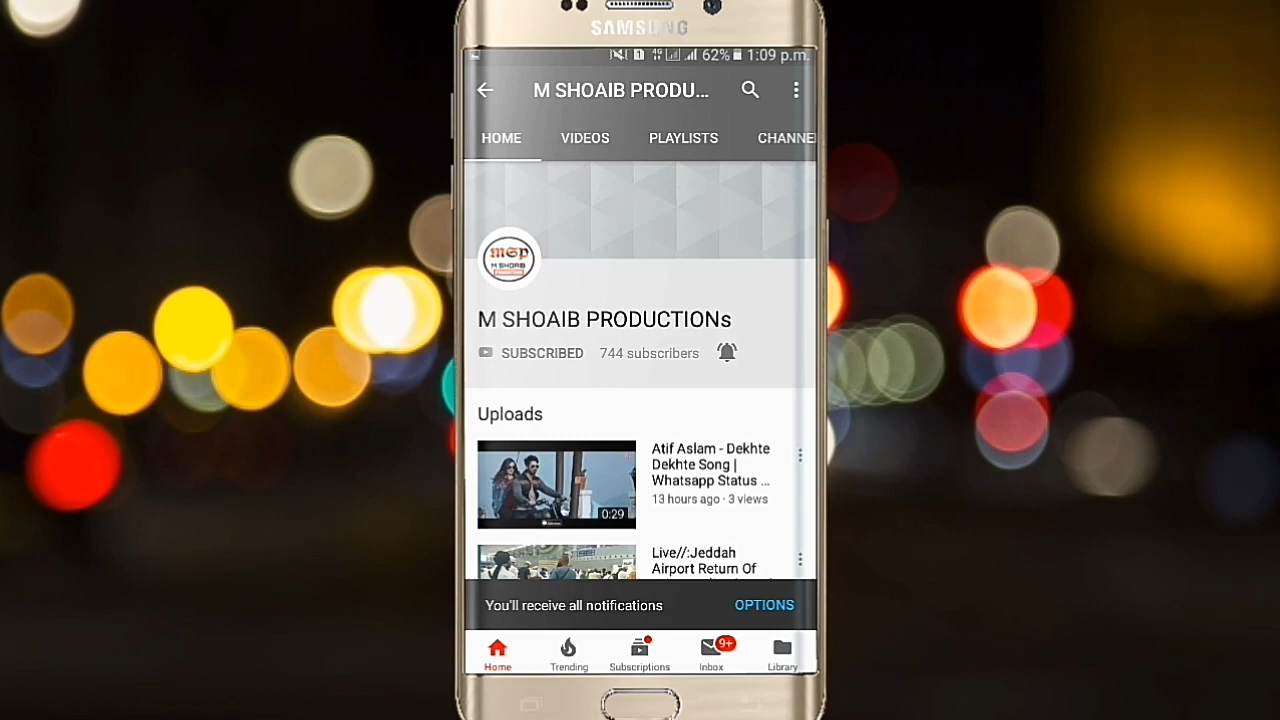 SAMSUNG
62% 1:09 p.m.
M SHOAIB PRODU...
HOME VIDEOS PLAYLISTS CHANNE
MSP
M SHOAIB
M SHOAIB PRODUCTIONs
SUBSCRIBED 744 subscribers
Uploads
Atif Aslam - Dekhte
Dekhte Song |
Whatsapp Status ...
13 hours ago · 3 views
0:29
Live//:Jeddah
Airport Return Of
You'll receive all notifications OPTIONS
9+
Home Trending Subscriptions Inbox Library